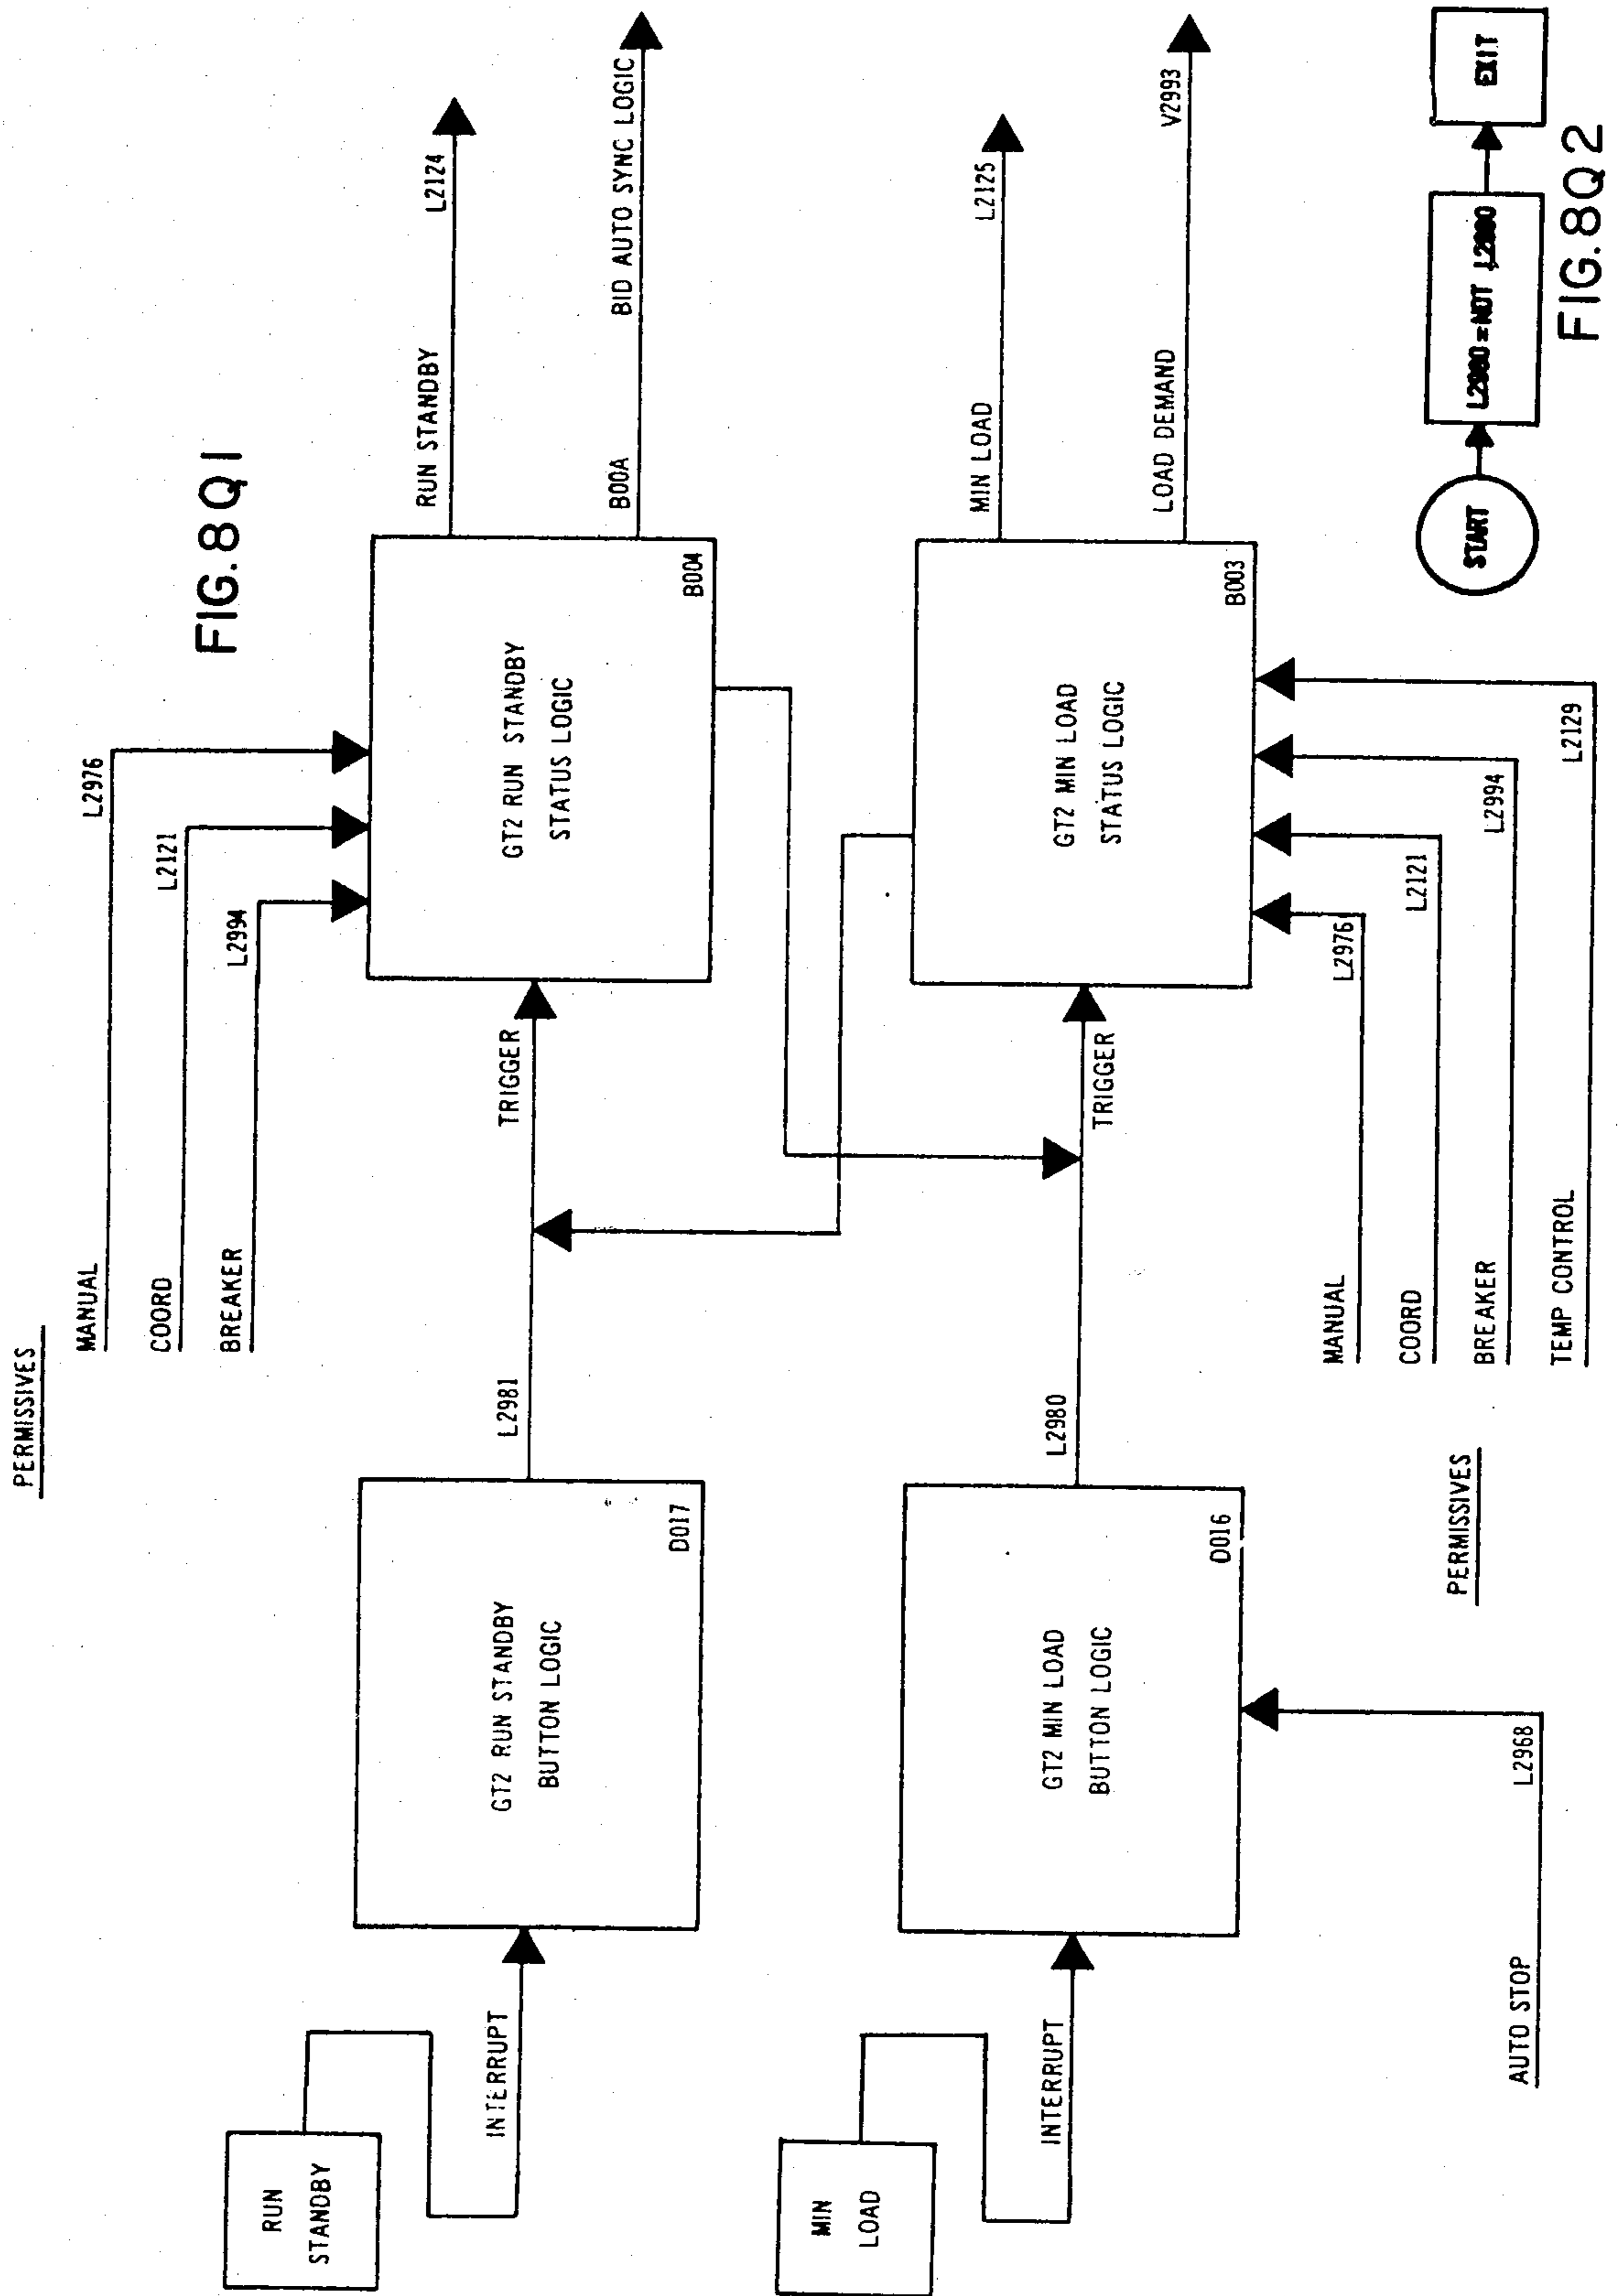 FIG.8Q1
PERMISSIVES
MANUAL
L2976
COORD
L2121
BREAKER
L2994
RUN
STANDBY
INTERRUPT
GT2 RUN STANDBY
BUTTON LOGIC
D017
L2981
TRIGGER
GT2 RUN STANDBY
STATUS LOGIC
B004
RUN STANDBY
L2124
B00A
BID AUTO SYNC LOGIC
MIN
LOAD
INTERRUPT
GT2 MIN LOAD
BUTTON LOGIC
D016
L2980
TRIGGER
GT2 MIN LOAD
STATUS LOGIC
B003
MIN LOAD
L2125
LOAD DEMAND
V2993
AUTO STOP
L2968
PERMISSIVES
MANUAL
L2976
COORD
L2121
BREAKER
L2994
TEMP CONTROL
L2129
START
L2980 = NOT L2980
EXIT
FIG.8Q2